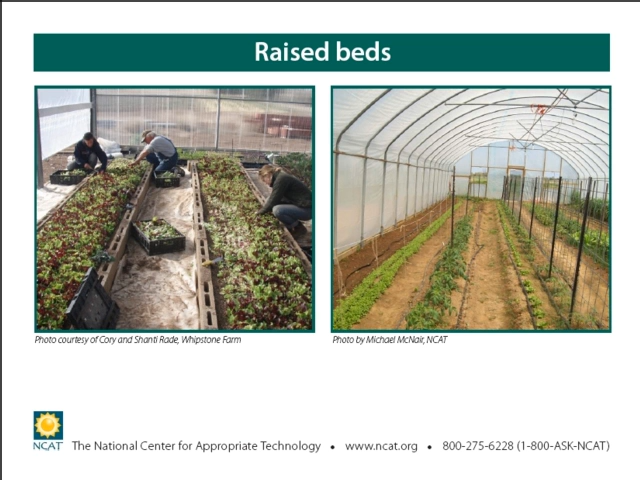 Raised beds
Photo courtesy of Cory and Shanti Rade, Whipstone Farm
Photo by Michael McNair, NCAT
NCAT
The National Center for Appropriate Technology • www.ncat.org • 800-275-6228 (1-800-ASK-NCAT)